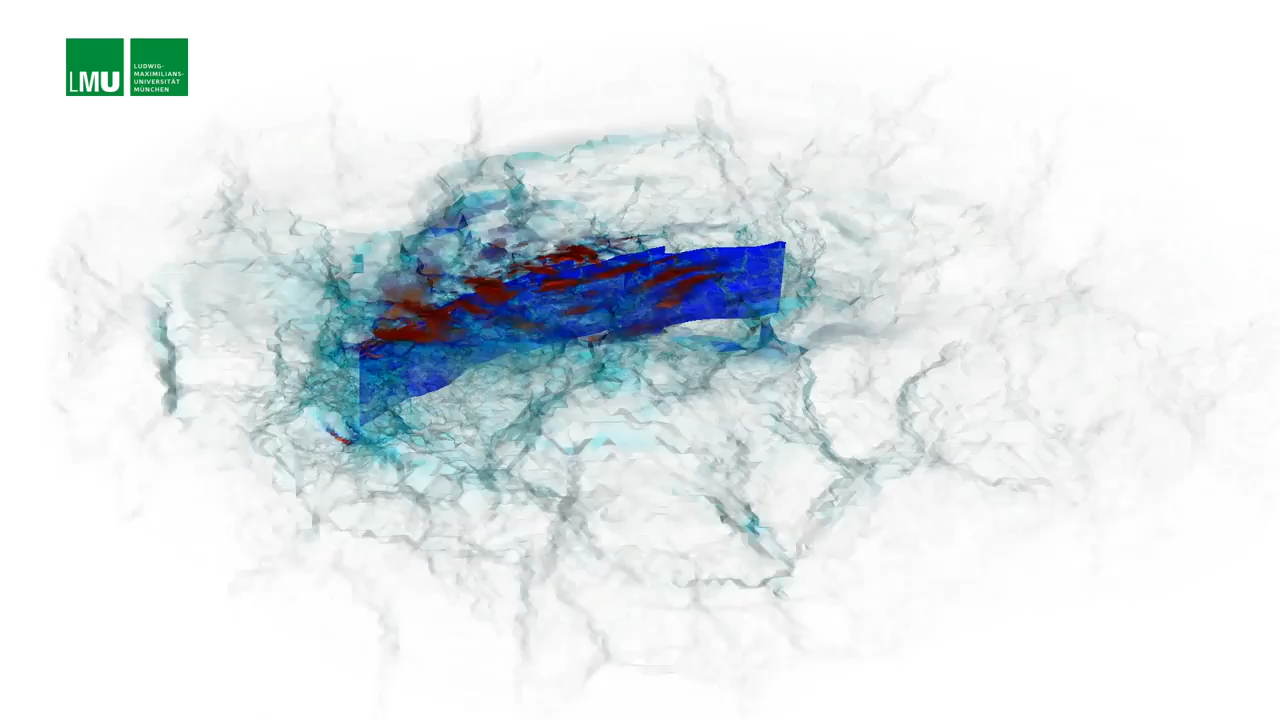 LMU
LUDWIG-
MAXIMILIANS-
UNIVERSITÄT
MÜNCHEN